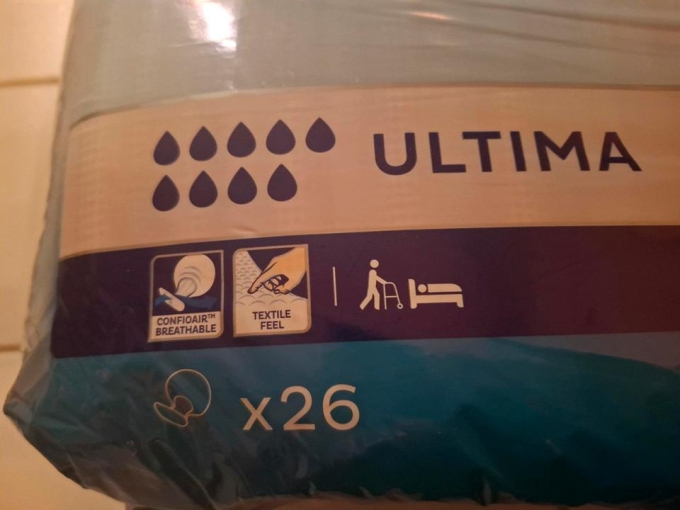 ULTIMA
CONFIOAIR™
BREATHABLE
TEXTILE
FEEL
x26